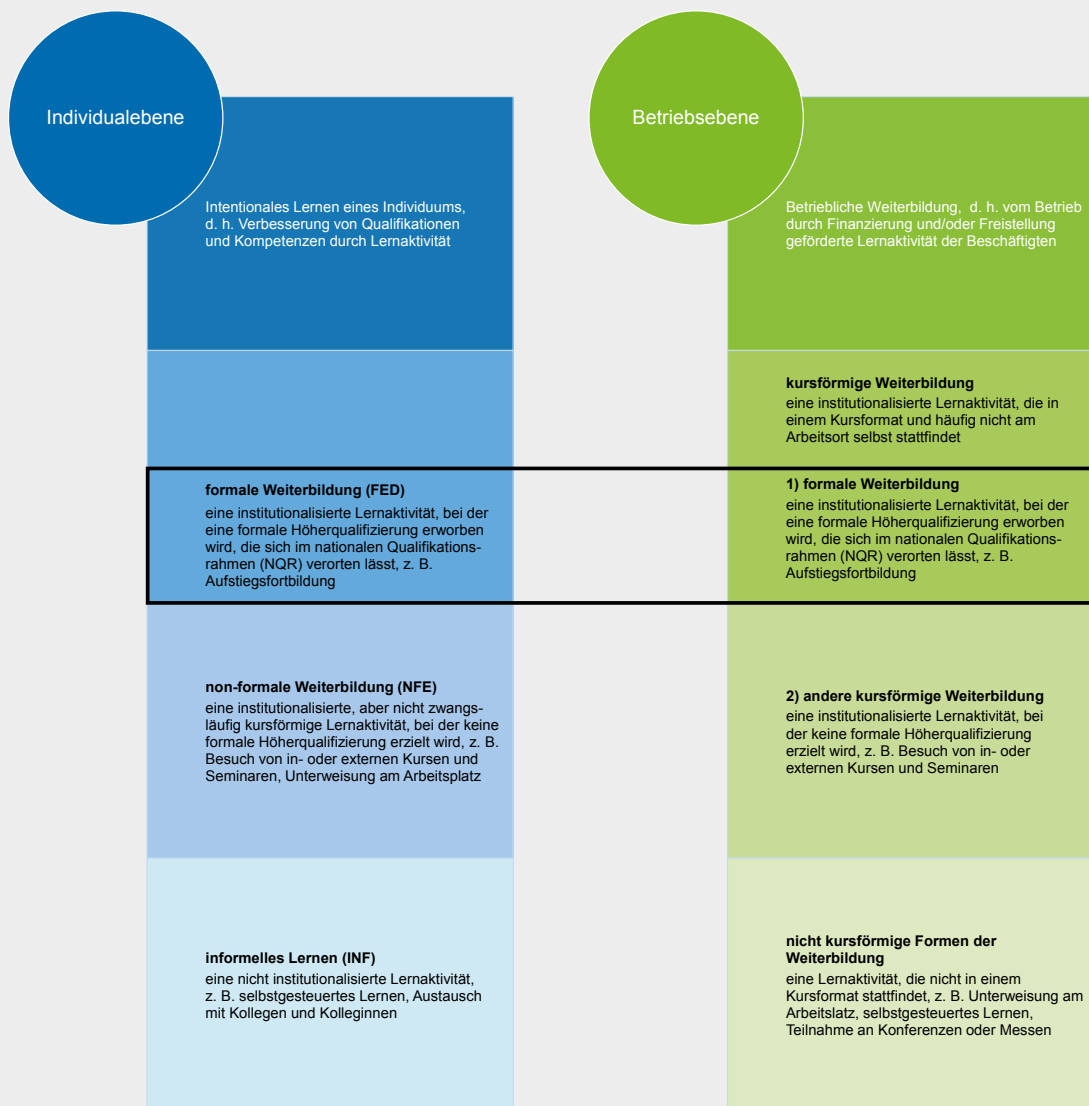 Individualebene
Intentionales Lernen eines Individuums,
d. h. Verbesserung von Qualifikationen
und Kompetenzen durch Lernaktivität
formale Weiterbildung (FED)
eine institutionalisierte Lernaktivität, bei der
eine formale Höherqualifizierung erworben
wird, die sich im nationalen Qualifikations-
rahmen (NQR) verorten lässt, z. B.
Aufstiegsfortbildung
non-formale Weiterbildung (NFE)
eine institutionalisierte, aber nicht zwangs-
läufig kursförmige Lernaktivität, bei der keine
formale Höherqualifizierung erzielt wird, z. B.
Besuch von in- oder externen Kursen und
Seminaren, Unterweisung am Arbeitsplatz
informelles Lernen (INF)
eine nicht institutionalisierte Lernaktivität,
z. B. selbstgesteuertes Lernen, Austausch
mit Kollegen und Kolleginnen
Betriebsebene
Betriebliche Weiterbildung, d. h. vom Betrieb
durch Finanzierung und/oder Freistellung
geförderte Lernaktivität der Beschäftigten
kursförmige Weiterbildung
eine institutionalisierte Lernaktivität, die in
einem Kursformat und häufig nicht am
Arbeitsort selbst stattfindet
1) formale Weiterbildung
eine institutionalisierte Lernaktivität, bei der
eine formale Höherqualifizierung erworben
wird, die sich im nationalen Qualifikations-
rahmen (NQR) verorten lässt, z. B.
Aufstiegsfortbildung
2) andere kursförmige Weiterbildung
eine institutionalisierte Lernaktivität, bei
der keine formale Höherqualifizierung
erzielt wird, z. B. Besuch von in- oder
externen Kursen und Seminaren
nicht kursförmige Formen der
Weiterbildung
eine Lernaktivität, die nicht in einem
Kursformat stattfindet, z. B. Unterweisung am
Arbeitslatz, selbstgesteuertes Lernen,
Teilnahme an Konferenzen oder Messen